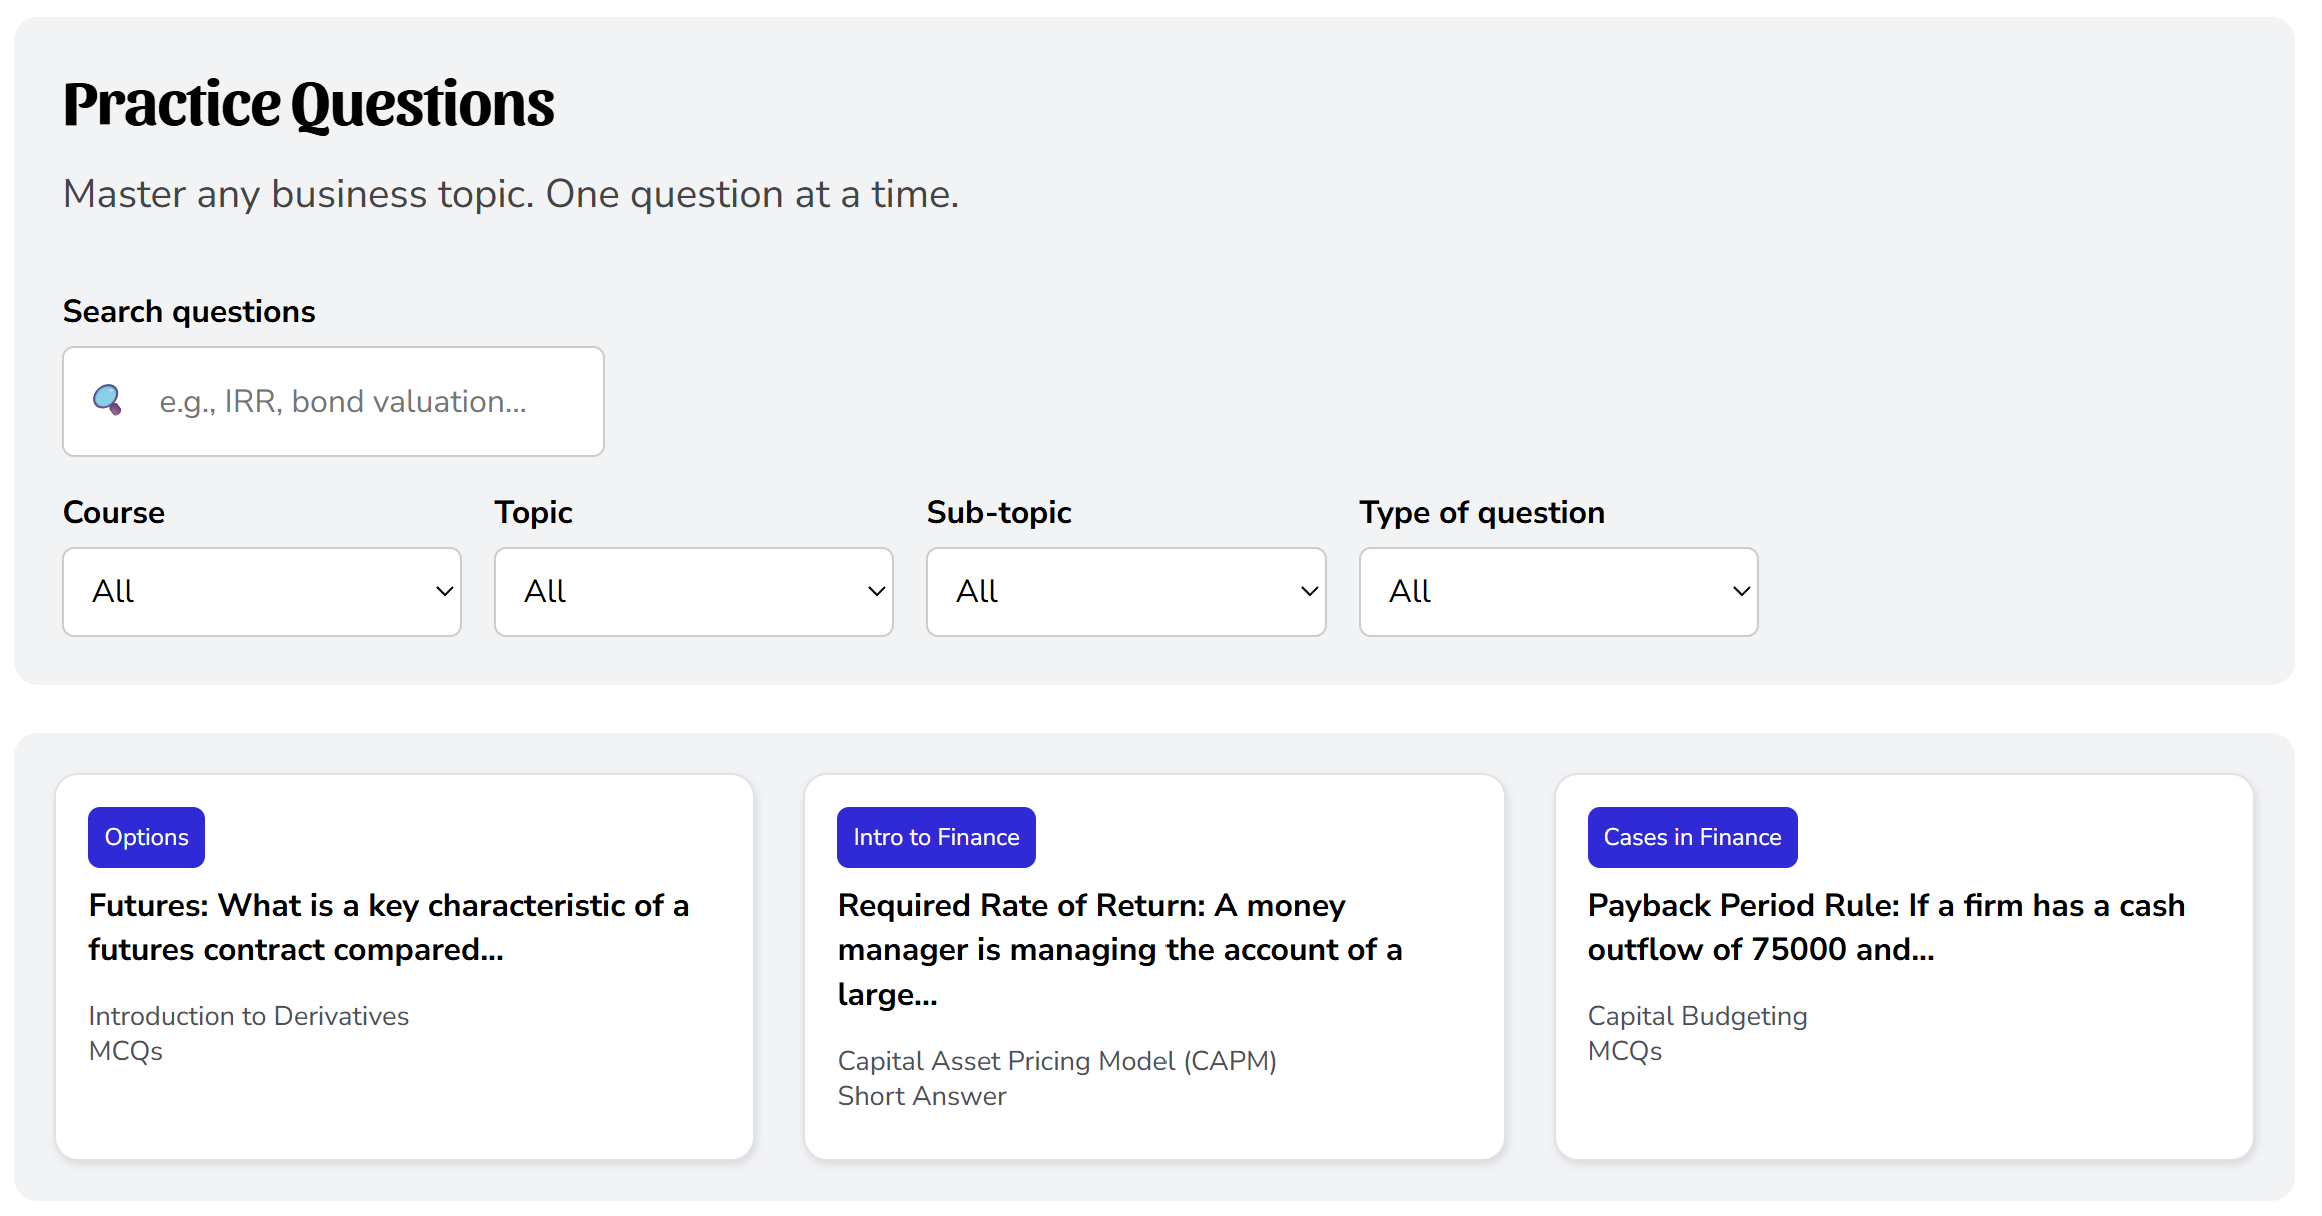 Practice Questions
Master any business topic. One question at a time.
Search questions
e.g., IRR, bond valuation...
Course
Topic
Sub-topic
Type of question
All
All
All
All
Options
Futures: What is a key characteristic of a
futures contract compared...
Introduction to Derivatives
MCQs
Intro to Finance
Required Rate of Return: A money
manager is managing the account of a
large...
Capital Asset Pricing Model (CAPM)
Short Answer
Cases in Finance
Payback Period Rule: If a firm has a cash
outflow of 75000 and...
Capital Budgeting
MCQs